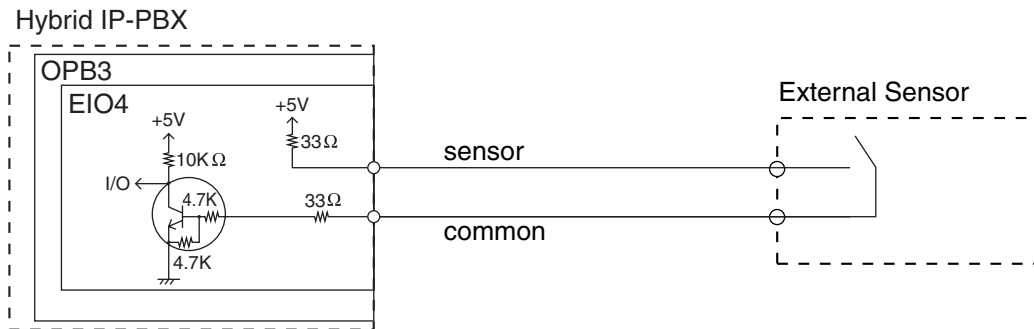 Hybrid IP-PBX
OPB3
EIO4
+5V
+5V
33Ω
10KΩ
I/O
4.7K
33Ω
4.7K
sensor
common
External Sensor